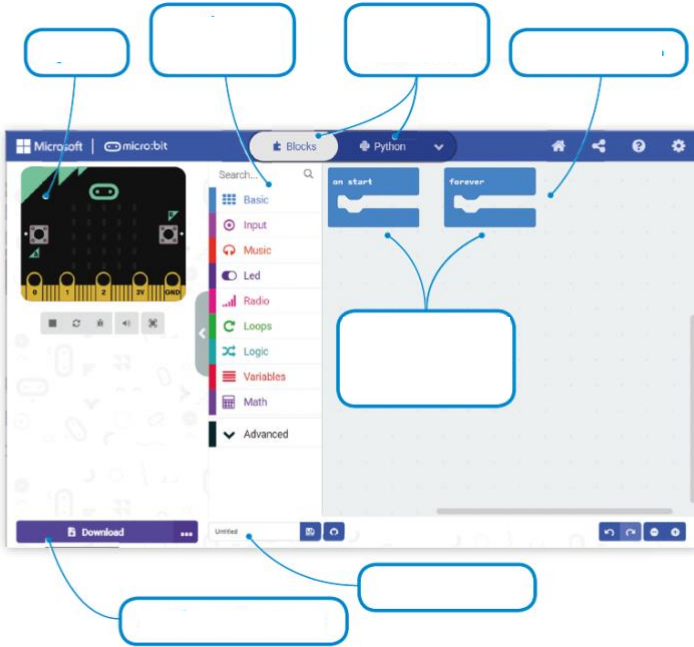 Microsoft | micro:bit
Blocks
Python
Search...
Basic
Input
Music
Led
Radio
Loops
Logic
Variables
Math
Advanced
on start
forever
0 1 2 3V GND
Download
Untitled